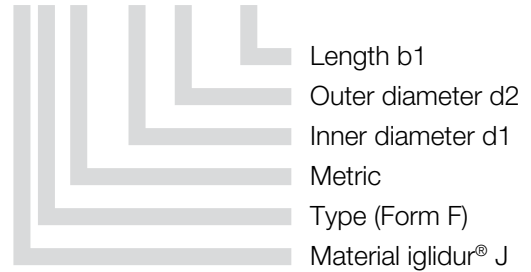 Length b1
Outer diameter d2
Inner diameter d1
Metric
Type (Form F)
Material iglidur® J